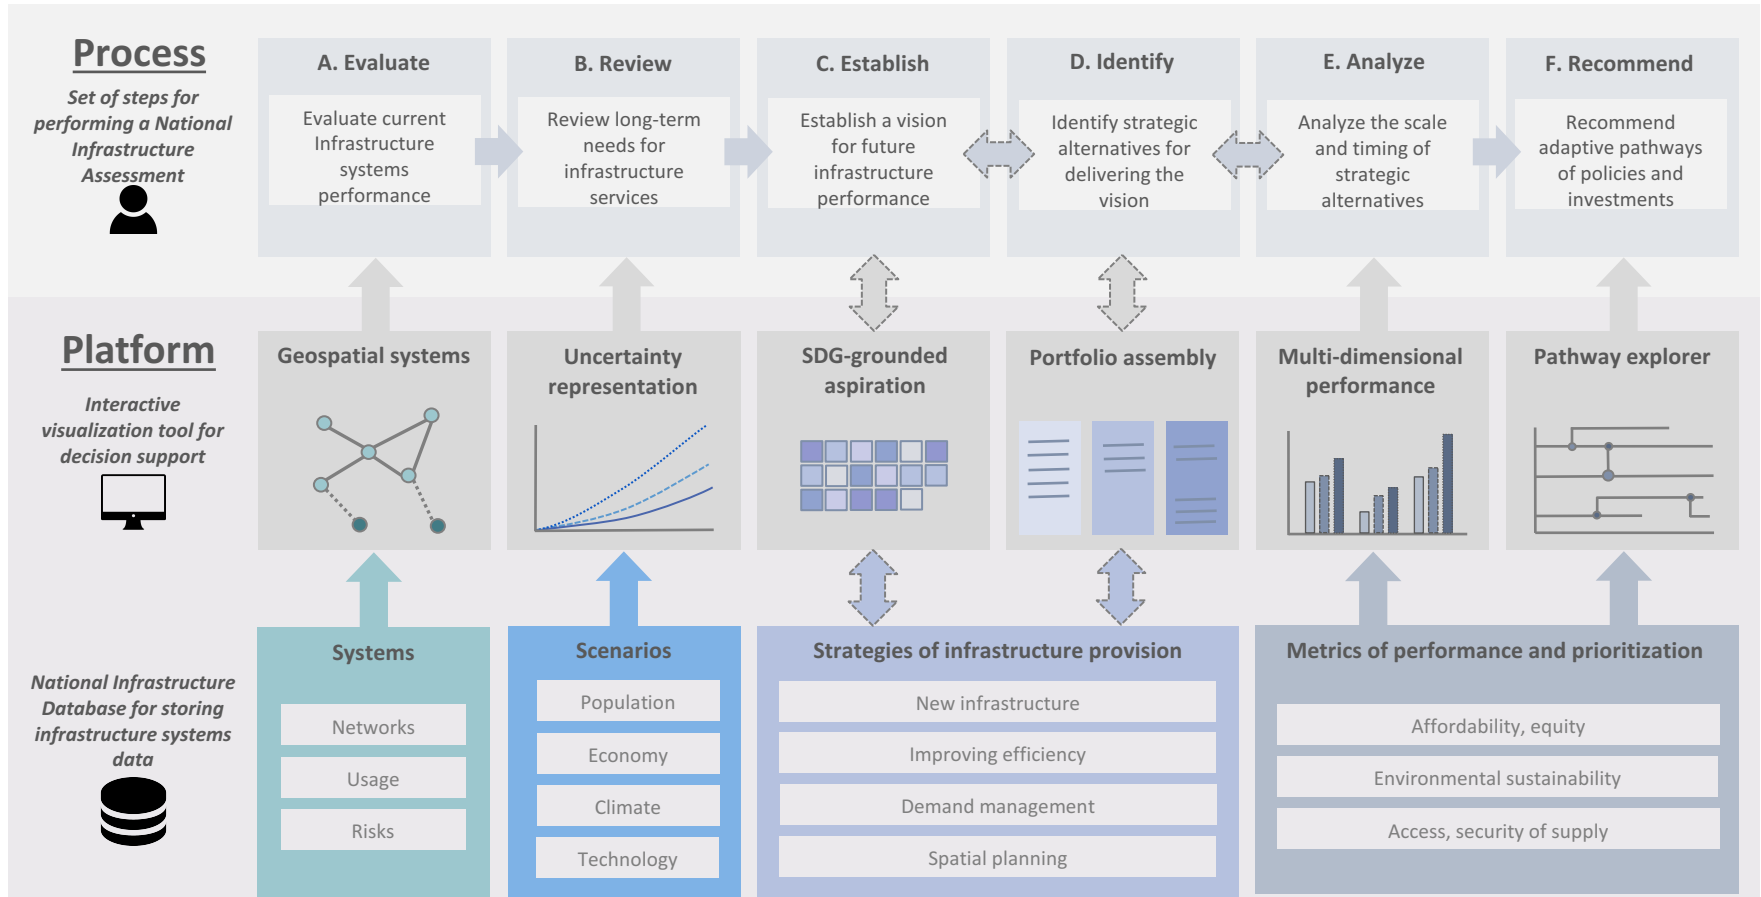 Process
Set of steps for
performing a National
Infrastructure
Assessment
A. Evaluate
Evaluate current
Infrastructure
systems
performance
B. Review
Review long-term
needs for
infrastructure
services
C. Establish
Establish a vision
for future
infrastructure
performance
D. Identify
Identify strategic
alternatives for
delivering the
vision
E. Analyze
Analyze the scale
and timing of
strategic
alternatives
F. Recommend
Recommend
adaptive pathways
of policies and
investments
Platform
Interactive
visualization tool for
decision support
Geospatial systems
Uncertainty
representation
SDG-grounded
aspiration
Portfolio assembly
Multi-dimensional
performance
Pathway explorer
National Infrastructure
Database for storing
infrastructure systems
data
Systems
Networks
Usage
Risks
Scenarios
Population
Economy
Climate
Technology
Strategies of infrastructure provision
New infrastructure
Improving efficiency
Demand management
Spatial planning
Metrics of performance and prioritization
Affordability, equity
Environmental sustainability
Access, security of supply